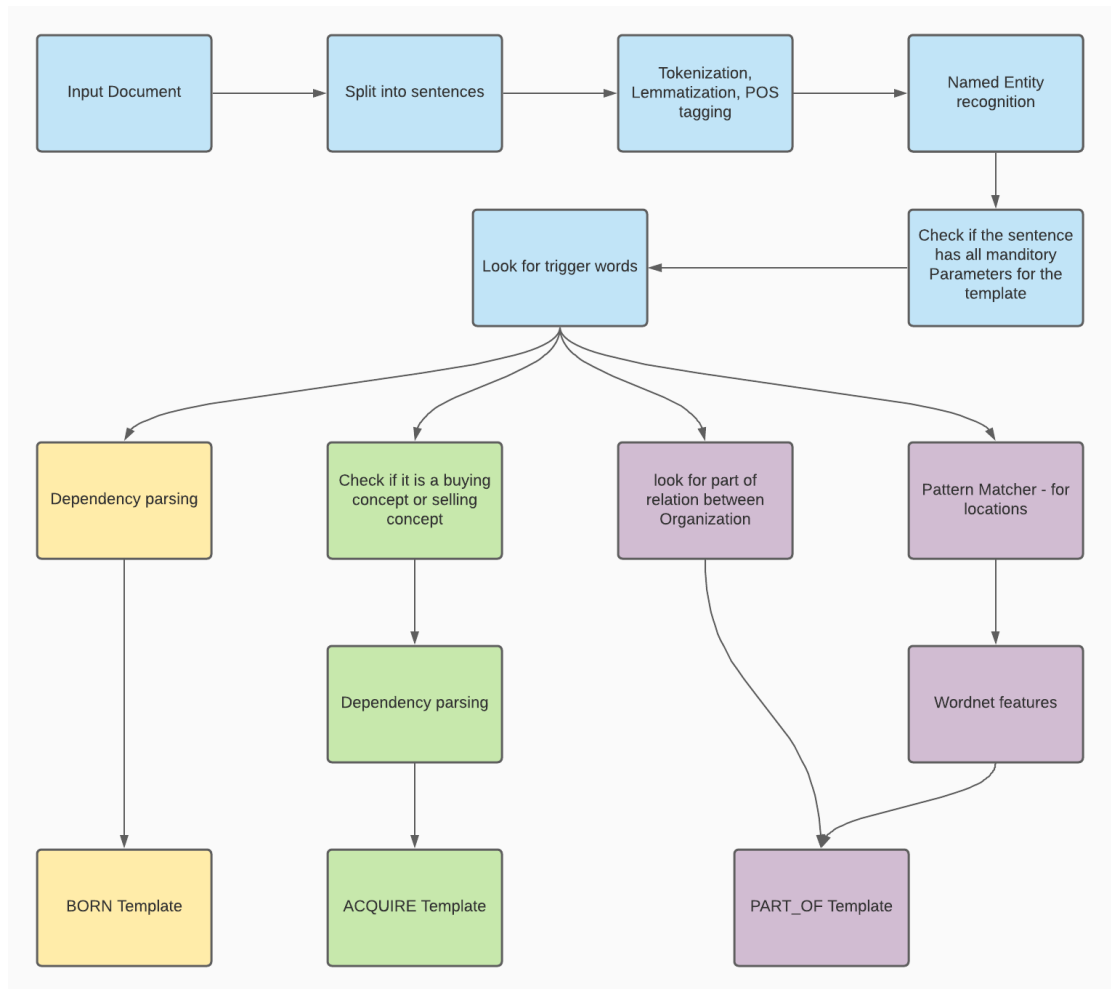 Input Document
Split into sentences
Tokenization,
Lemmatization, POS
tagging
Named Entity
recognition
Check if the sentence
has all manditory
Parameters for the
template
Look for trigger words
Dependency parsing
Check if it is a buying
concept or selling
concept
look for part of
relation between
Organization
Pattern Matcher - for
locations
Dependency parsing
Wordnet features
BORN Template
ACQUIRE Template
PART_OF Template